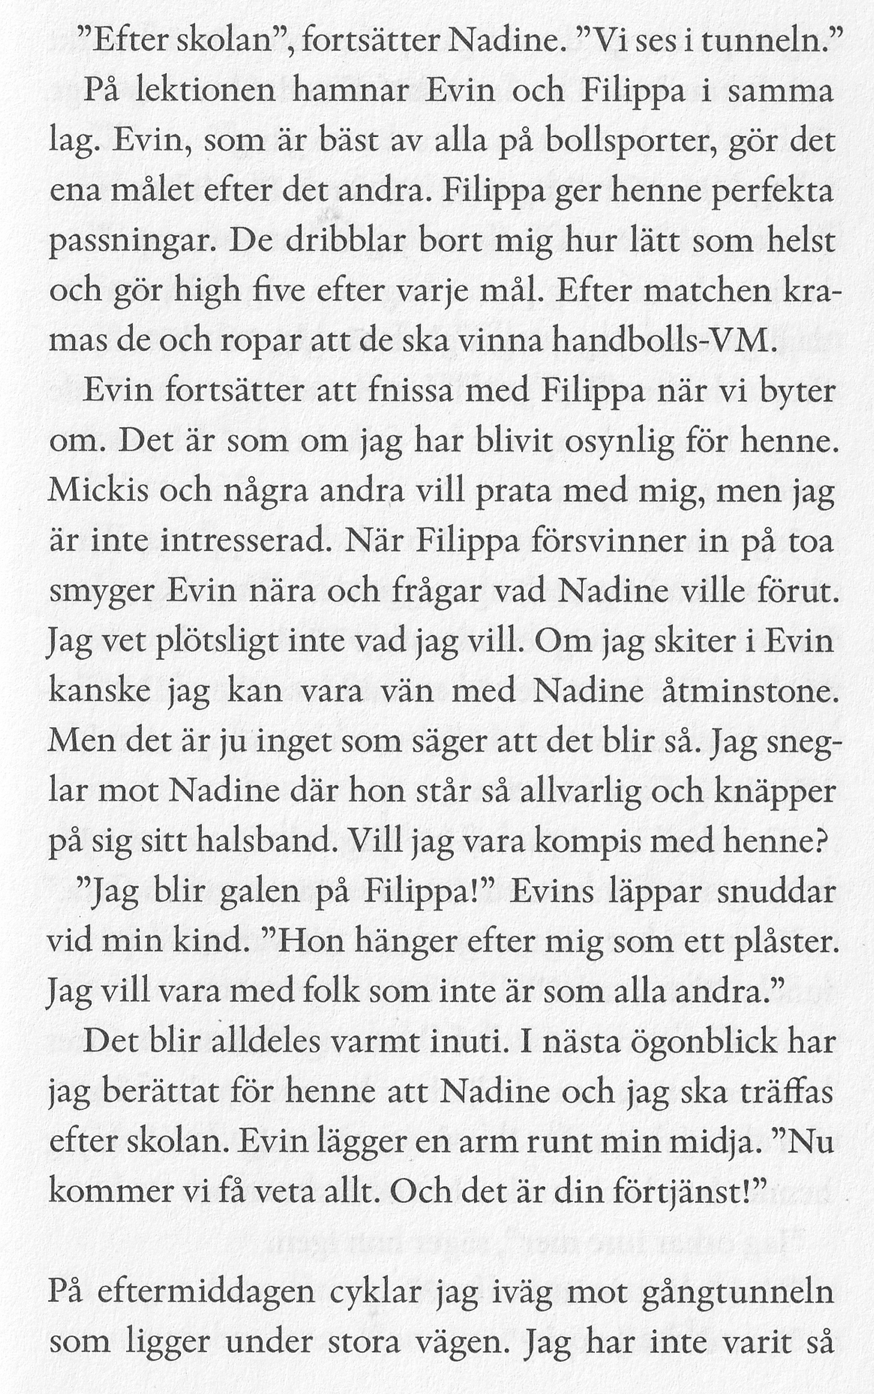 ”Efter skolan”, fortsätter Nadine. ”Vi ses i tunneln.”
På lektionen hamnar Evin och Filippa i samma
lag. Evin, som är bäst av alla på bollsporter, gör det
ena målet efter det andra. Filippa ger henne perfekta
passningar. De dribblar bort mig hur lätt som helst
och gör high five efter varje mål. Efter matchen kra-
mas de och ropar att de ska vinna handbolls-VM.
Evin fortsätter att fnissa med Filippa när vi byter
om. Det är som om jag har blivit osynlig för henne.
Mickis och några andra vill prata med mig, men jag
är inte intresserad. När Filippa försvinner in på toa
smyger Evin nära och frågar vad Nadine ville förut.
Jag vet plötsligt inte vad jag vill. Om jag skiter i Evin
kanske jag kan vara vän med Nadine åtminstone.
Men det är ju inget som säger att det blir så. Jag sneg-
lar mot Nadine där hon står så allvarlig och knäpper
på sig sitt halsband. Vill jag vara kompis med henne?
”Jag blir galen på Filippa!” Evins läppar snuddar
vid min kind. ”Hon hänger efter mig som ett plåster.
Jag vill vara med folk som inte är som alla andra.”
Det blir alldeles varmt inuti. I nästa ögonblick har
jag berättat för henne att Nadine och jag ska träffas
efter skolan. Evin lägger en arm runt min midja. ”Nu
kommer vi få veta allt. Och det är din förtjänst!”
På eftermiddagen cyklar jag iväg mot gångtunneln
som ligger under stora vägen. Jag har inte varit så